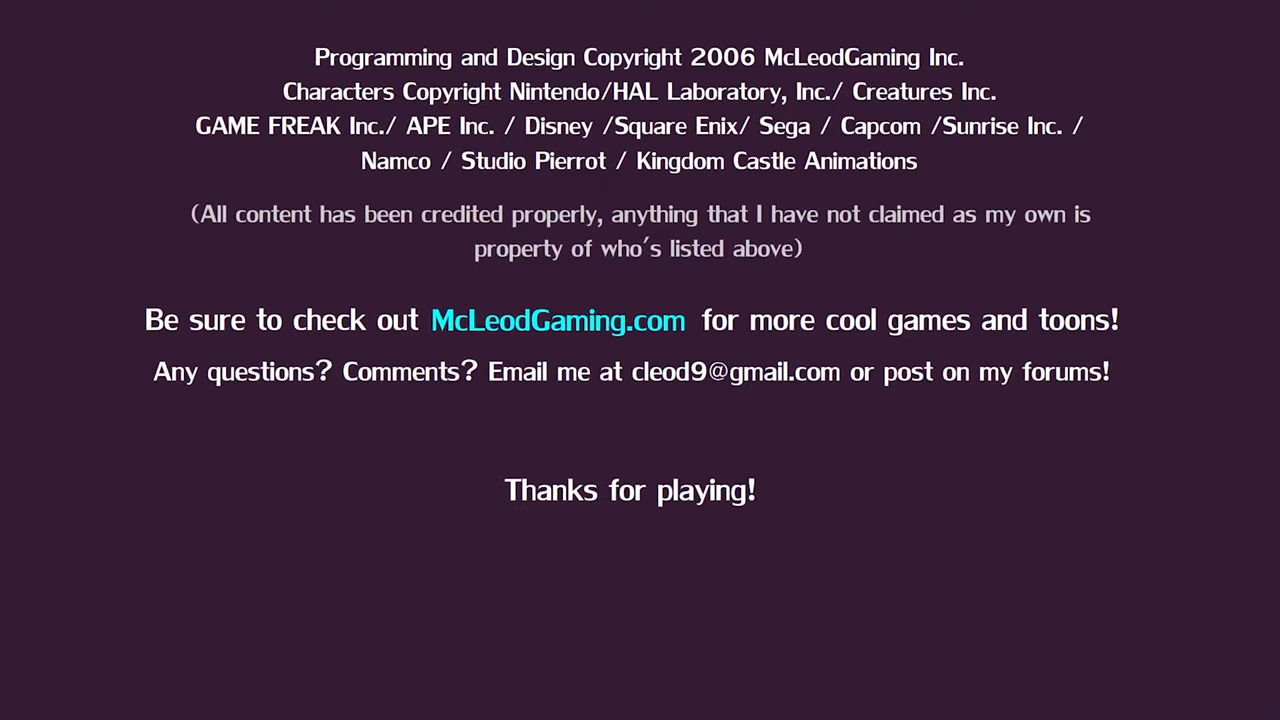 Programming and Design Copyright 2006 McLeodGaming Inc.
Characters Copyright Nintendo/HAL Laboratory, Inc./ Creatures Inc.
GAME FREAK Inc./ APE Inc. / Disney /Square Enix/ Sega / Capcom /Sunrise Inc. /
Namco / Studio Pierrot / Kingdom Castle Animations
(All content has been credited properly, anything that I have not claimed as my own is
property of who's listed above)
Be sure to check out McLeodGaming.com for more cool games and toons!
Any questions? Comments? Email me at cleod9@gmail.com or post on my forums!
Thanks for playing!